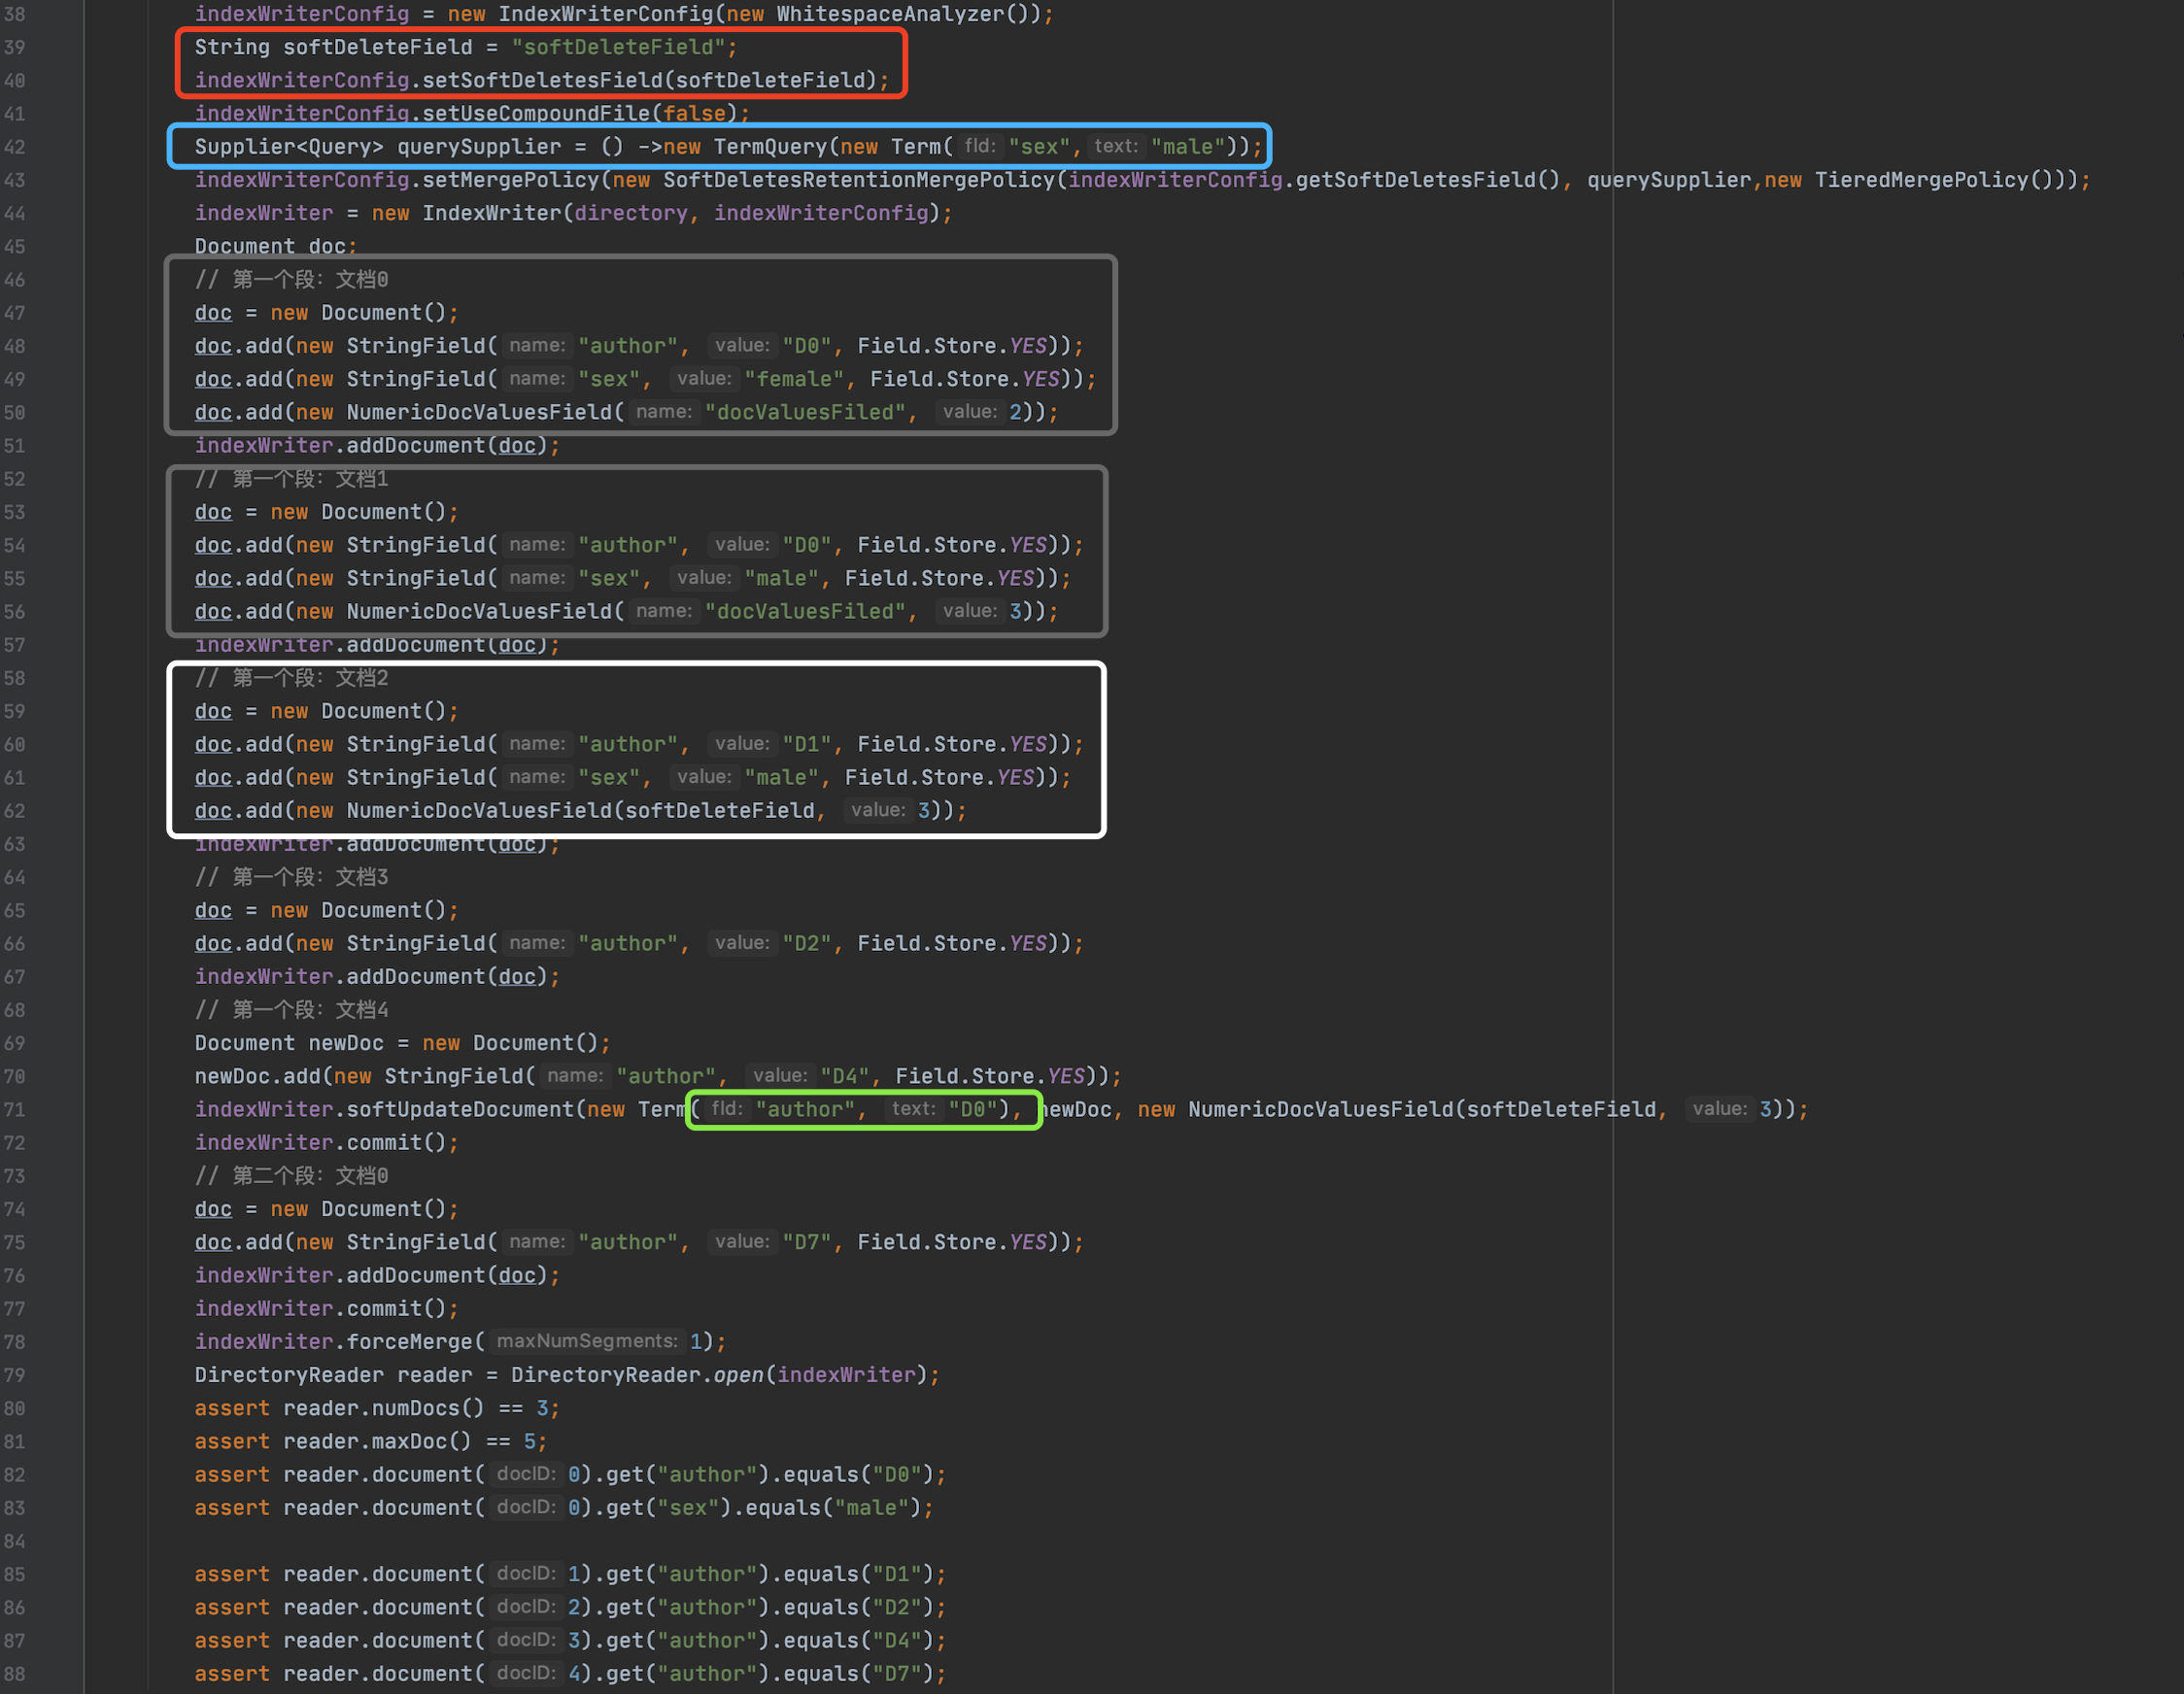 38 indexWriterConfig = new IndexWriterConfig(new WhitespaceAnalyzer());
39 String softDeleteField = "softDeleteField";
40 indexWriterConfig.setSoftDeletesField(softDeleteField);
41 indexWriterConfig.setUseCompoundFile(false);
42 Supplier<Query> querySupplier = () ->new TermQuery(new Term( fld: "sex", text: "male"));
43 indexWriterConfig.setMergePolicy(new SoftDeletesRetentionMergePolicy(indexWriterConfig.getSoftDeletesField(), querySupplier,new TieredMergePolicy()));
44 indexWriter = new IndexWriter(directory, indexWriterConfig);
45 Document doc;
46 // 第一个段：文档0
47 doc = new Document();
48 doc.add(new StringField( name: "author", value: "D0", Field.Store.YES));
49 doc.add(new StringField( name: "sex", value: "female", Field.Store.YES));
50 doc.add(new NumericDocValuesField( name: "docValuesFiled", value: 2));
51 indexWriter.addDocument(doc);
52 // 第一个段：文档1
53 doc = new Document();
54 doc.add(new StringField( name: "author", value: "D0", Field.Store.YES));
55 doc.add(new StringField( name: "sex", value: "male", Field.Store.YES));
56 doc.add(new NumericDocValuesField( name: "docValuesFiled", value: 3));
57 indexWriter.addDocument(doc);
58 // 第一个段：文档2
59 doc = new Document();
60 doc.add(new StringField( name: "author", value: "D1", Field.Store.YES));
61 doc.add(new StringField( name: "sex", value: "male", Field.Store.YES));
62 doc.add(new NumericDocValuesField(softDeleteField, value: 3));
63 indexWriter.addDocument(doc);
64 // 第一个段：文档3
65 doc = new Document();
66 doc.add(new StringField( name: "author", value: "D2", Field.Store.YES));
67 indexWriter.addDocument(doc);
68 // 第一个段：文档4
69 Document newDoc = new Document();
70 newDoc.add(new StringField( name: "author", value: "D4", Field.Store.YES));
71 indexWriter.softUpdateDocument(new Term( fld: "author", text: "D0"), newDoc, new NumericDocValuesField(softDeleteField, value: 3));
72 indexWriter.commit();
73 // 第二个段：文档0
74 doc = new Document();
75 doc.add(new StringField( name: "author", value: "D7", Field.Store.YES));
76 indexWriter.addDocument(doc);
77 indexWriter.commit();
78 indexWriter.forceMerge( maxNumSegments: 1);
79 DirectoryReader reader = DirectoryReader.open(indexWriter);
80 assert reader.numDocs() == 3;
81 assert reader.maxDoc() == 5;
82 assert reader.document( docID: 0).get("author").equals("D0");
83 assert reader.document( docID: 0).get("sex").equals("male");
84
85 assert reader.document( docID: 1).get("author").equals("D1");
86 assert reader.document( docID: 2).get("author").equals("D2");
87 assert reader.document( docID: 3).get("author").equals("D4");
88 assert reader.document( docID: 4).get("author").equals("D7");